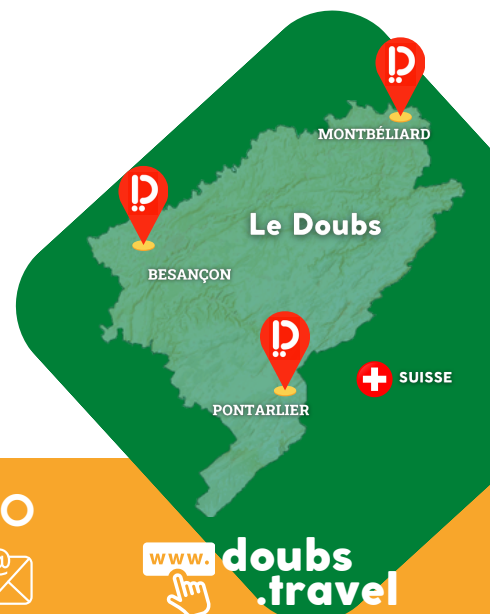 MONTBÉLIARD
Le Doubs
BESANÇON
SUISSE
PONTARLIER
www.doubs
.travel